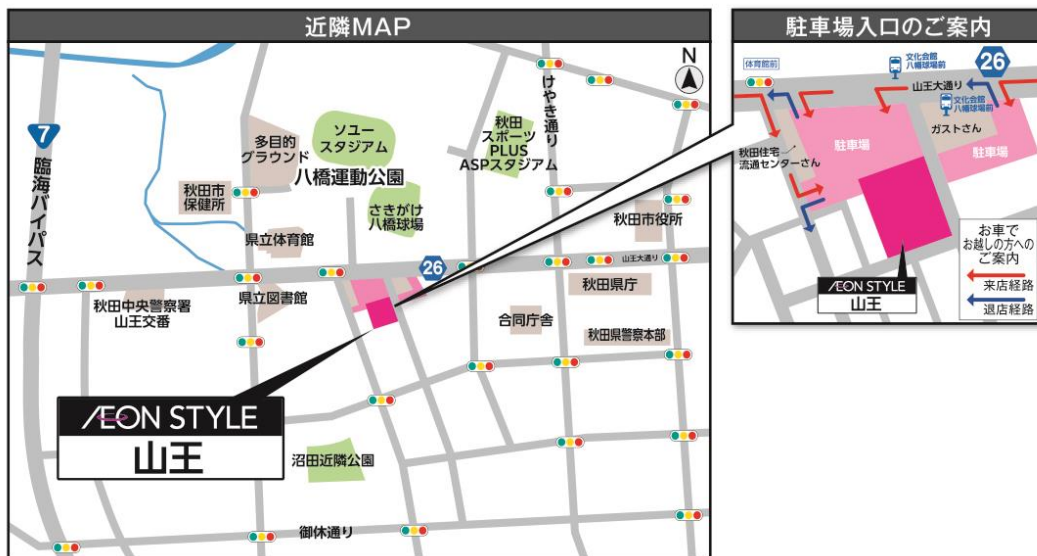 近隣MAP
N
7
臨海バイパス
多目的
グラウンド
ソユー
スタジアム
八橋運動公園
秋田
スポーツ
PLUS
ASPスタジアム
けやき通り
秋田市
保健所
さきがけ
八橋球場
秋田市役所
県立体育館
26
山王大通り
秋田中央警察署
山王交番
県立図書館
秋田県庁
合同庁舎
秋田県警察本部
ÆON STYLE
山王
沼田近隣公園
御休通り
駐車場入口のご案内
体育館前
文化会館
八幡球場前
26
山王大通り
文化会館
八幡球場前
ガストさん
駐車場
駐車場
秋田住宅
流通センターさん
ÆON STYLE
山王
お車で
お越しの方への
ご案内
来店経路
退店経路